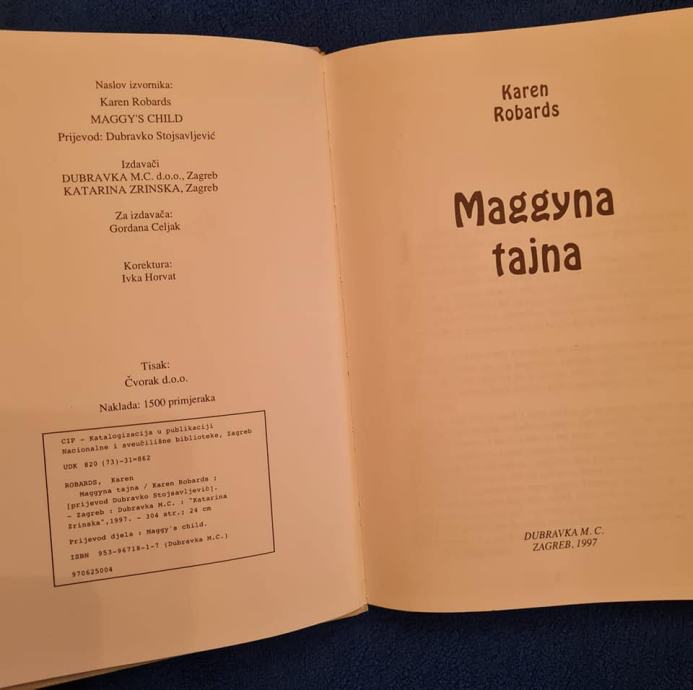 Naslov izvornika:
Karen Robards
MAGGY'S CHILD
Prijevod: Dubravko Stojsavljević
Izdavači
DUBRAVKA M.C. d.o.o., Zagreb
KATARINA ZRINSKA, Zagreb
Za izdavača:
Gordana Celjak
Korektura:
Ivka Horvat
Tisak:
Čvorak d.o.o.
Naklada: 1500 primjeraka
CIP - Katalogizacija u publikaciji
Nacionalne i sveučilišne biblioteke, Zagreb
UDK 820 (73)-31=862
ROBARDS, Karen
Maggyna tajna / Karen Robards ;
[prijevod Dubravko Stojsavljević].
- Zagreb : Dubravka M.C. : "Katarina
Zrinska",1997. - 304 str.; 24 cm
Prijevod djela : Maggy's child.
ISBN 953-96718-1-7 (Dubravka M.C.)
970625004
Karen
Robards
Maggyna
tajna
DUBRAVKA M. C.
ZAGREB, 1997